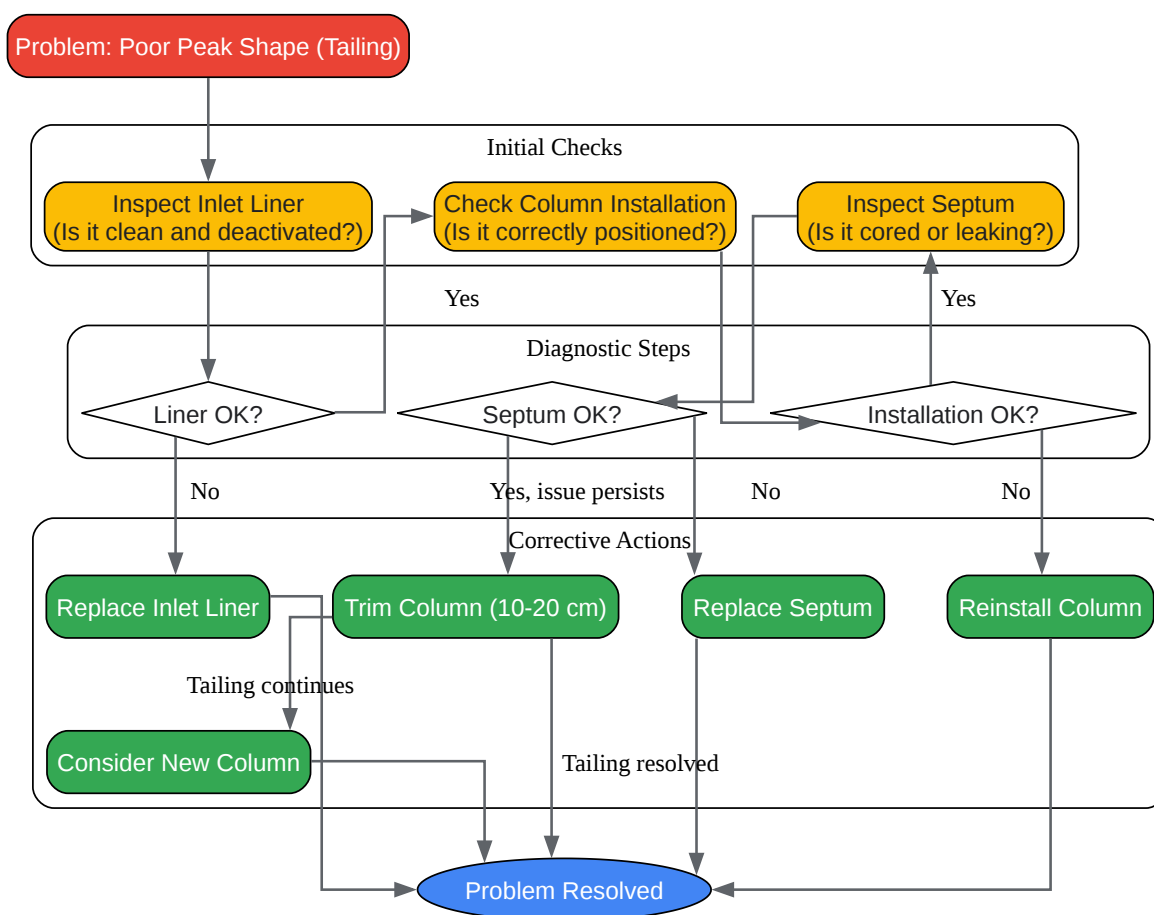 Problem: Poor Peak Shape (Tailing)
Initial Checks
Inspect Inlet Liner
(Is it clean and deactivated?)
Check Column Installation
(Is it correctly positioned?)
Inspect Septum
(Is it cored or leaking?)
Yes
Yes
Diagnostic Steps
Liner OK?
Septum OK?
Installation OK?
No
Yes, issue persists
No
No
Corrective Actions
Replace Inlet Liner
Trim Column (10-20 cm)
Replace Septum
Reinstall Column
Tailing continues
Consider New Column
Tailing resolved
Problem Resolved